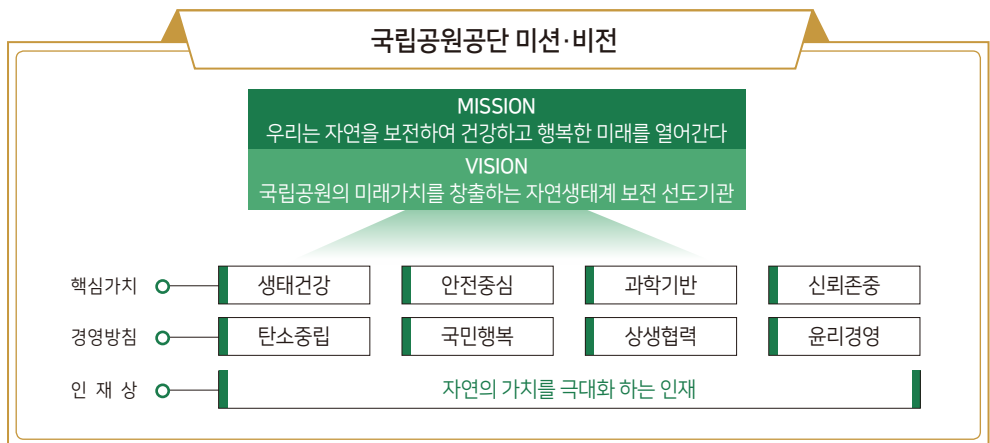 국립공원공단 미션·비전
MISSION
우리는 자연을 보전하여 건강하고 행복한 미래를 열어간다
VISION
국립공원의 미래가치를 창출하는 자연생태계 보전 선도기관
핵심가치 생태건강 안전중심 과학기반 신뢰존중
경영방침 탄소중립 국민행복 상생협력 윤리경영
인 재 상 자연의 가치를 극대화 하는 인재